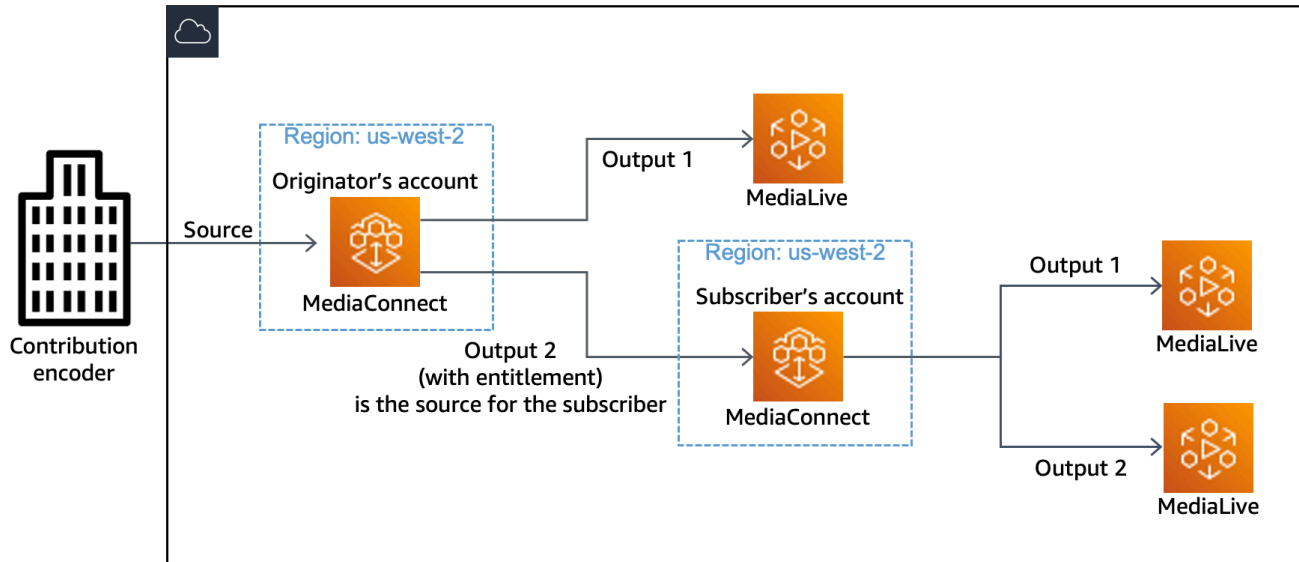 Region: us-west-2
Originator's account
MediaConnect
Source
Contribution
encoder
Output 1
MediaLive
Output 2
(with entitlement)
is the source for the subscriber
Region: us-west-2
Subscriber's account
MediaConnect
Output 1
MediaLive
Output 2
MediaLive